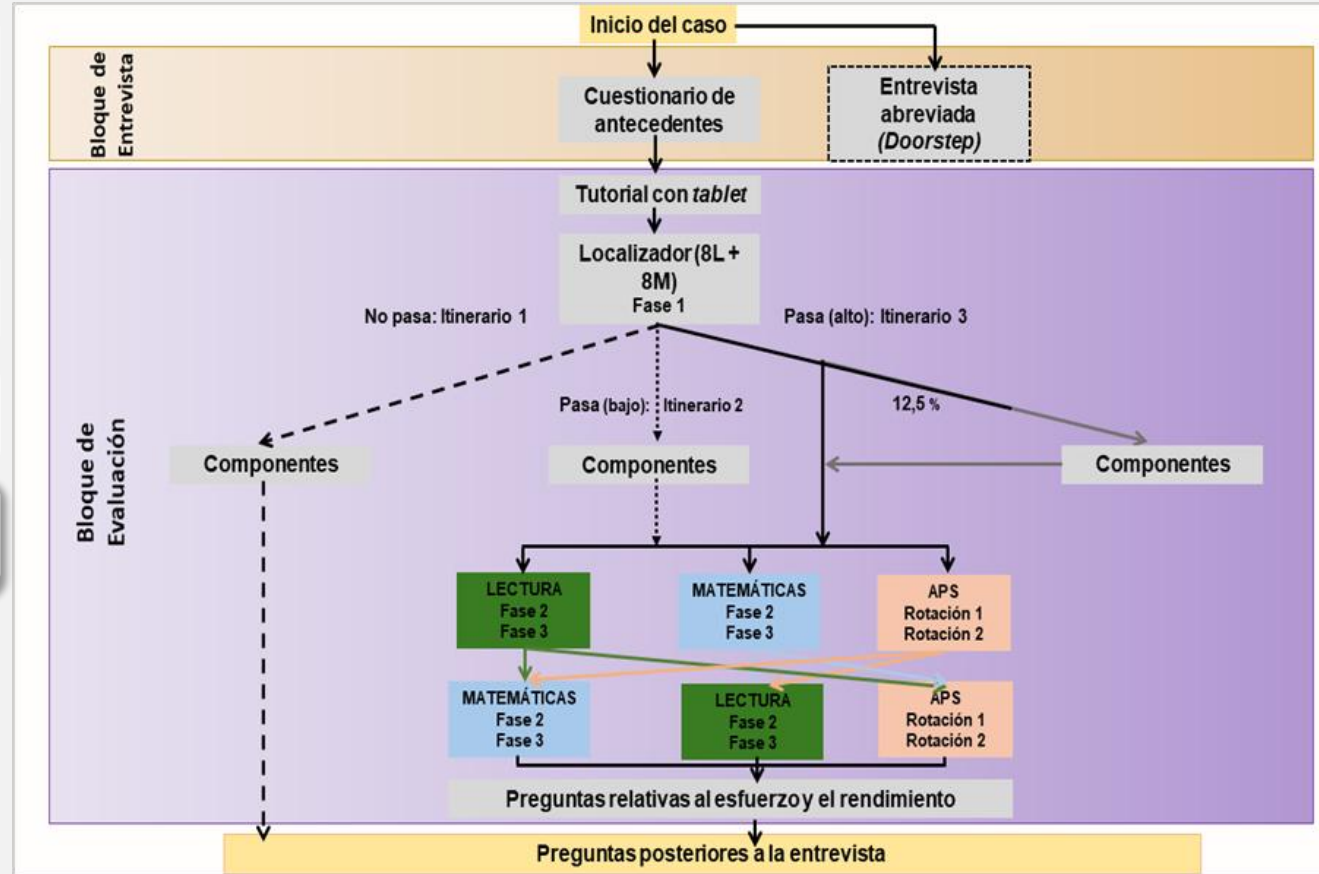 Inicio del caso
Bloque de
Entrevista
Cuestionario de
antecedentes
Entrevista
abreviada
(Doorstep)
Bloque de
Evaluación
Tutorial con tablet
Localizador (8L +
8M)
Fase 1
No pasa: Itinerario 1
Pasa (alto): Itinerario 3
Pasa (bajo): Itinerario 2
12,5 %
Componentes
Componentes
Componentes
LECTURA
Fase 2
Fase 3
MATEMÁTICAS
Fase 2
Fase 3
APS
Rotación 1
Rotación 2
MATEMÁTICAS
Fase 2
Fase 3
LECTURA
Fase 2
Fase 3
APS
Rotación 1
Rotación 2
Preguntas relativas al esfuerzo y el rendimiento
Preguntas posteriores a la entrevista